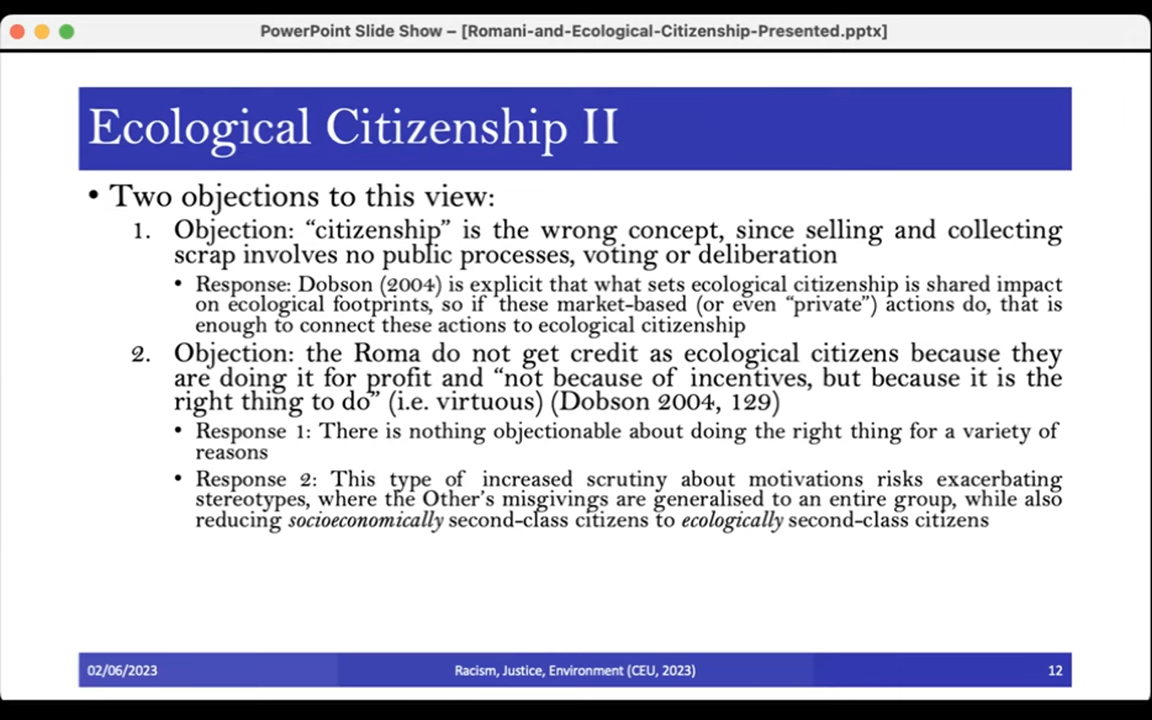 PowerPoint Slide Show – [Romani-and-Ecological-Citizenship-Presented.pptx]
Ecological Citizenship II
• Two objections to this view:
1. Objection: “citizenship” is the wrong concept, since selling and collecting
scrap involves no public processes, voting or deliberation
• Response: Dobson (2004) is explicit that what sets ecological citizenship is shared impact
on ecological footprints, so if these market-based (or even “private”) actions do, that is
enough to connect these actions to ecological citizenship
2. Objection: the Roma do not get credit as ecological citizens because they
are doing it for profit and “not because of incentives, but because it is the
right thing to do” (i.e. virtuous) (Dobson 2004, 129)
• Response 1: There is nothing objectionable about doing the right thing for a variety of
reasons
• Response 2: This type of increased scrutiny about motivations risks exacerbating
stereotypes, where the Other’s misgivings are generalised to an entire group, while also
reducing socioeconomically second-class citizens to ecologically second-class citizens
02/06/2023
Racism, Justice, Environment (CEU, 2023)
12